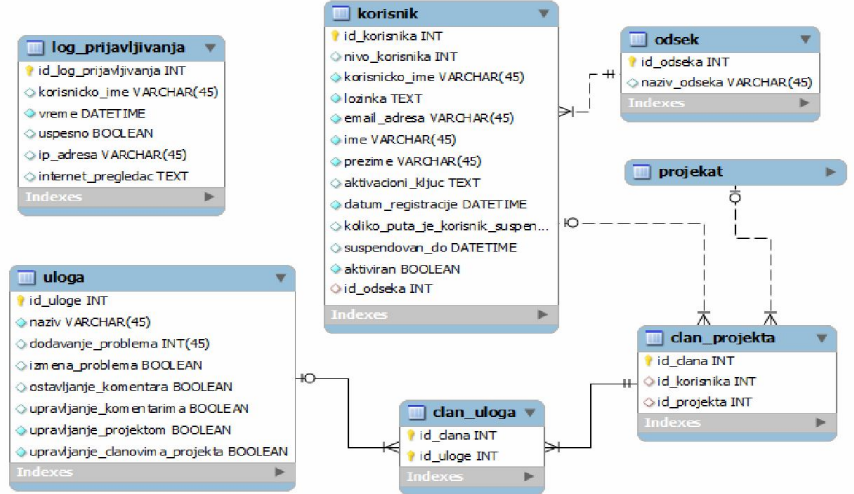 log_prijavljivanja
id_log_prijavljivanja INT
korisnicko_ime VARCHAR(45)
vreme DATETIME
uspesno BOOLEAN
ip_adresa VARCHAR(45)
internet_pregledac TEXT
Indexes
korisnik
id_korisnika INT
nivo_korisnika INT
korisnicko_ime VARCHAR(45)
lozinka TEXT
email_adresa VARCHAR(45)
ime VARCHAR(45)
prezime VARCHAR(45)
aktivacioni_kljuc TEXT
datum_registracije DATETIME
koliko_puta_je_korisnik_suspen...
suspendovan_do DATETIME
aktiviran BOOLEAN
id_odseka INT
Indexes
odsek
id_odseka INT
naziv_odseka VARCHAR(45)
Indexes
projekat
uloga
id_uloge INT
naziv VARCHAR(45)
dodavanje_problema INT(45)
izmena_problema BOOLEAN
ostavljanje_komentara BOOLEAN
upravljanje_komentarima BOOLEAN
upravljanje_projektom BOOLEAN
upravljanje_clanovima_projekta BOOLEAN
Indexes
clan_uloga
id_clana INT
id_uloge INT
Indexes
clan_projekta
id_clana INT
id_korisnika INT
id_projekta INT
Indexes